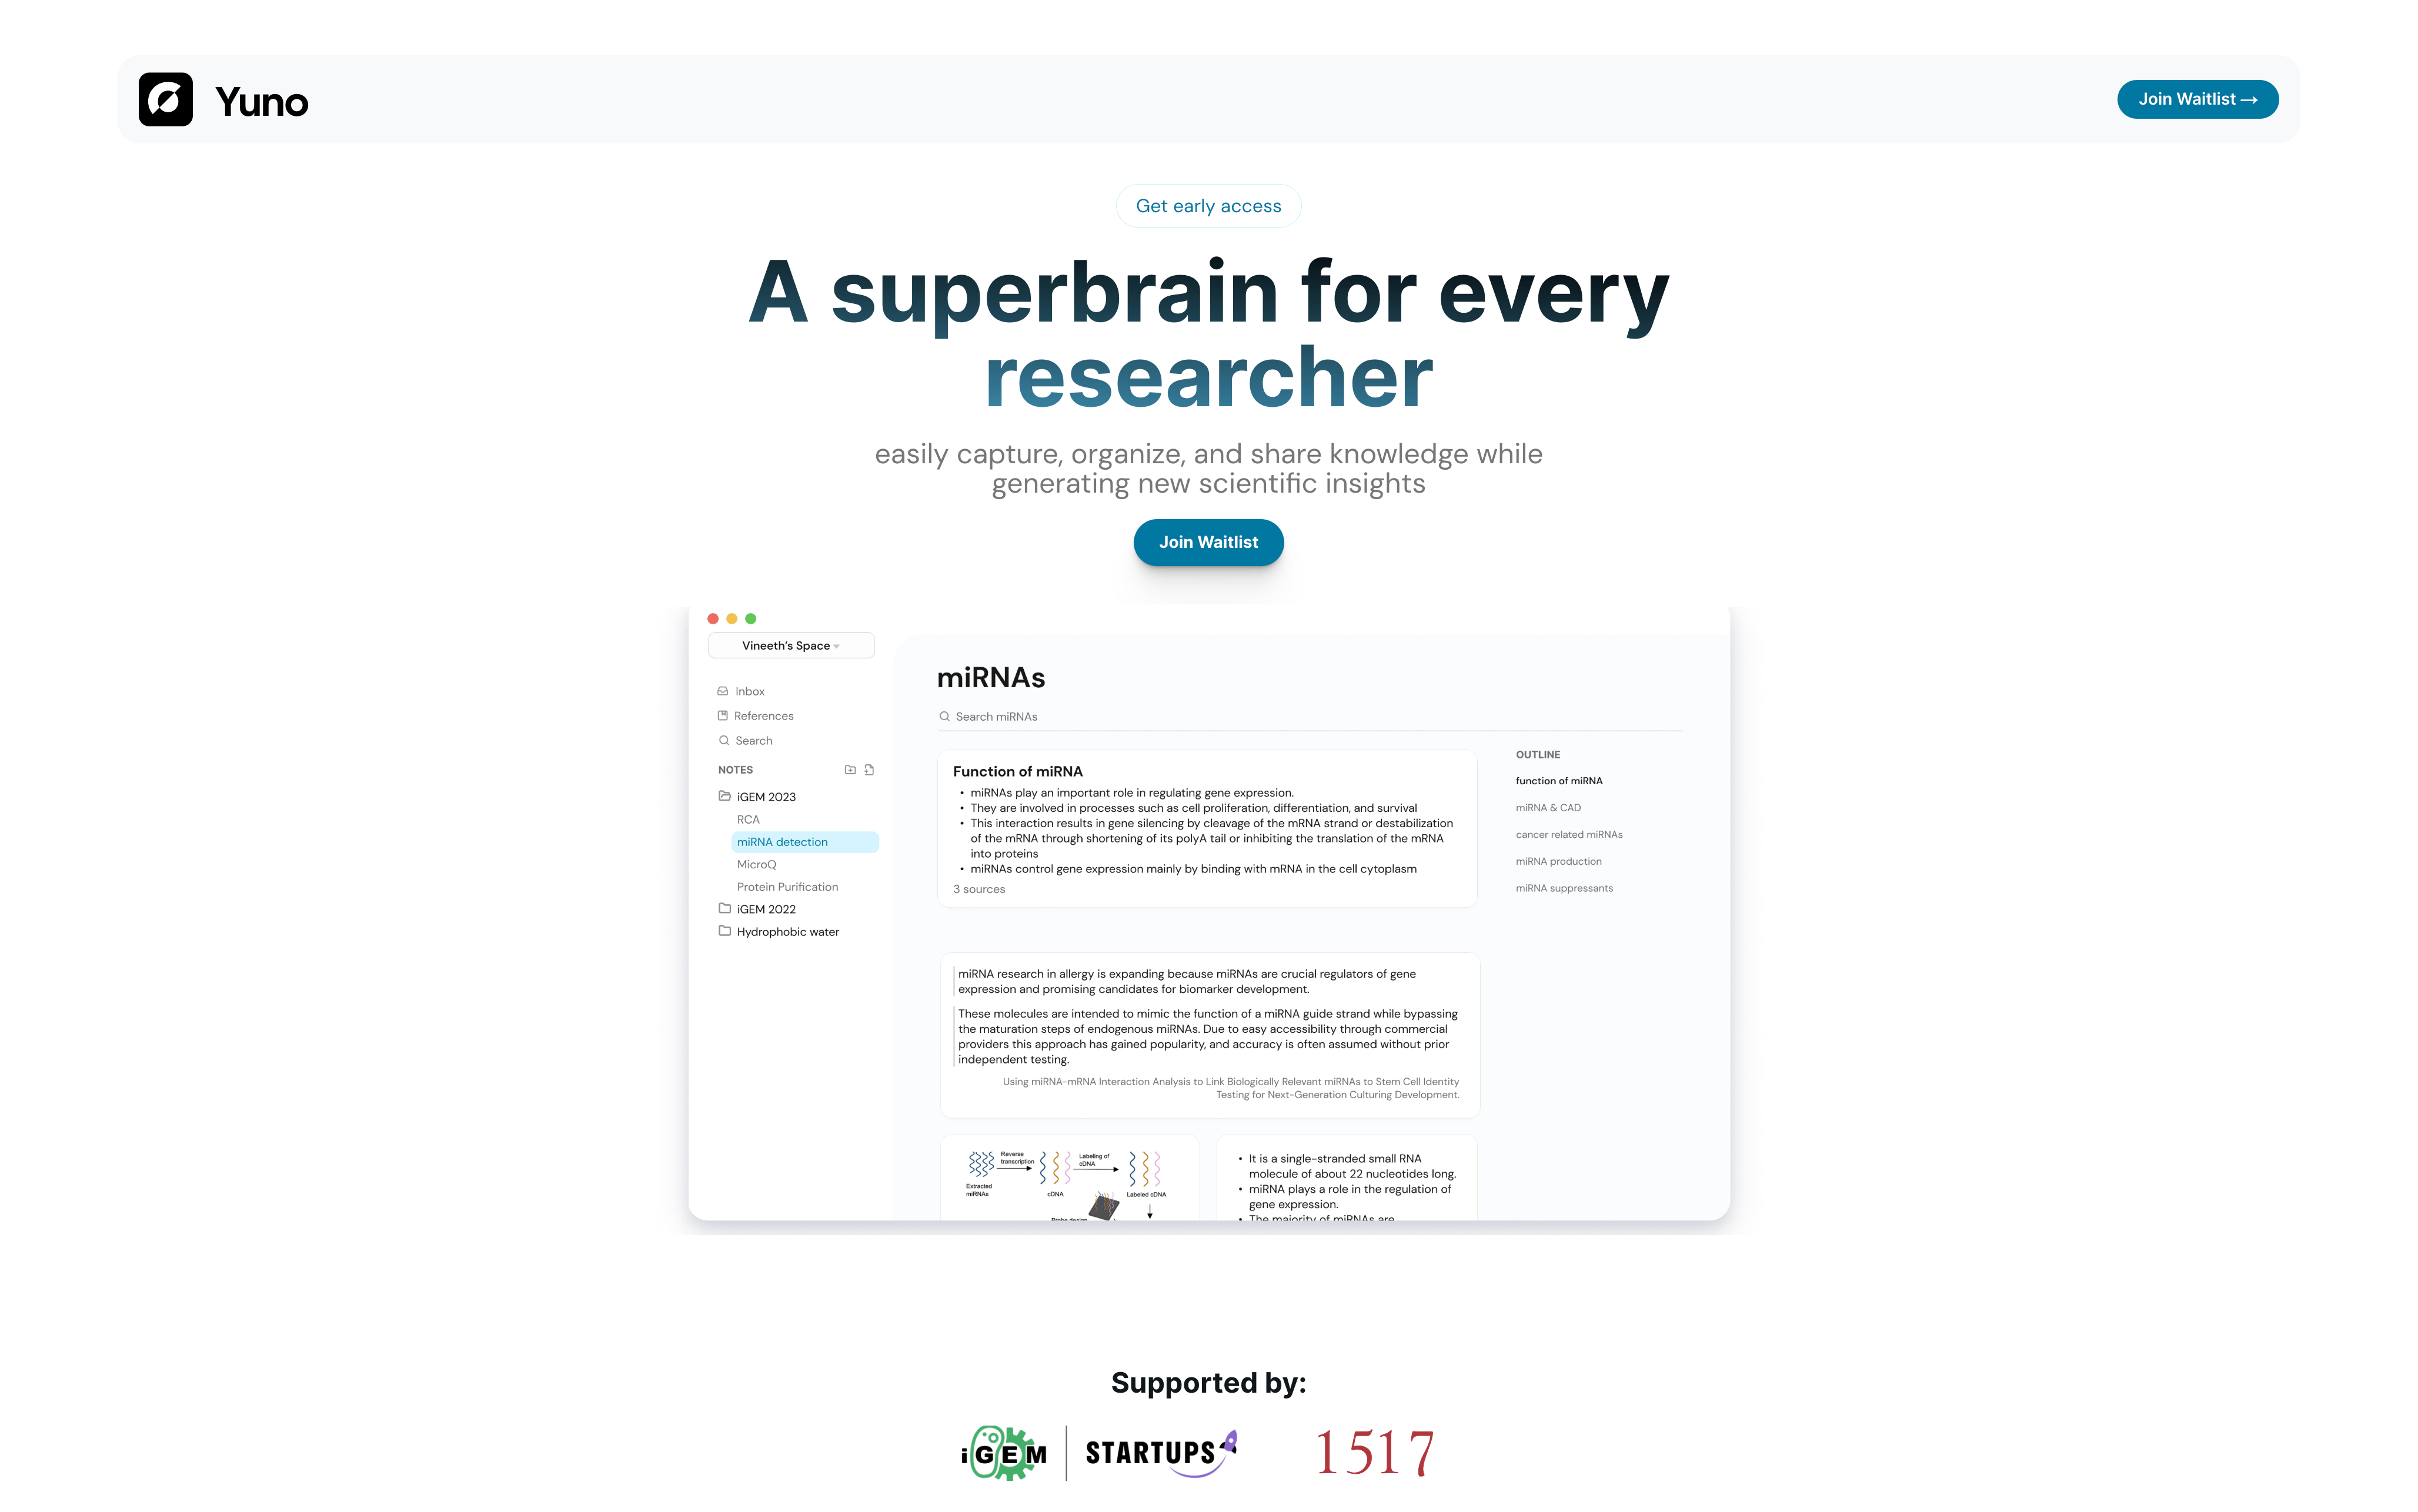 Yuno
Join Waitlist →
Get early access
A superbrain for every
researcher
easily capture, organize, and share knowledge while
generating new scientific insights
Join Waitlist
Vineeth's Space
Inbox
References
Search
NOTES
iGEM 2023
RCA
miRNA detection
MicroQ
Protein Purification
iGEM 2022
Hydrophobic water
miRNAs
Search miRNAs
Function of miRNA
• miRNAs play an important role in regulating gene expression.
• They are involved in processes such as cell proliferation, differentiation, and survival
• This interaction results in gene silencing by cleavage of the mRNA strand or destabilization
of the mRNA through shortening of its polyA tail or inhibiting the translation of the mRNA
into proteins
• miRNAs control gene expression mainly by binding with mRNA in the cell cytoplasm
3 sources
OUTLINE
function of miRNA
miRNA & CAD
cancer related miRNAs
miRNA production
miRNA suppressants
miRNA research in allergy is expanding because miRNAs are crucial regulators of gene
expression and promising candidates for biomarker development.
These molecules are intended to mimic the function of a miRNA guide strand while bypassing
the maturation steps of endogenous miRNAs. Due to easy accessibility through commercial
providers this approach has gained popularity, and accuracy is often assumed without prior
independent testing.
Using miRNA-mRNA Interaction Analysis to Link Biologically Relevant miRNAs to Stem Cell Identity
Testing for Next-Generation Culturing Development.
Reverse
transcription
Labeling of
cDNA
Extracted
miRNAs
cDNA
Labeled cDNA
Probe design
• It is a single-stranded small RNA
molecule of about 22 nucleotides long.
• miRNA plays a role in the regulation of
gene expression.
• The majority of miRNAs are
Supported by:
iGEM
STARTUPS
1517